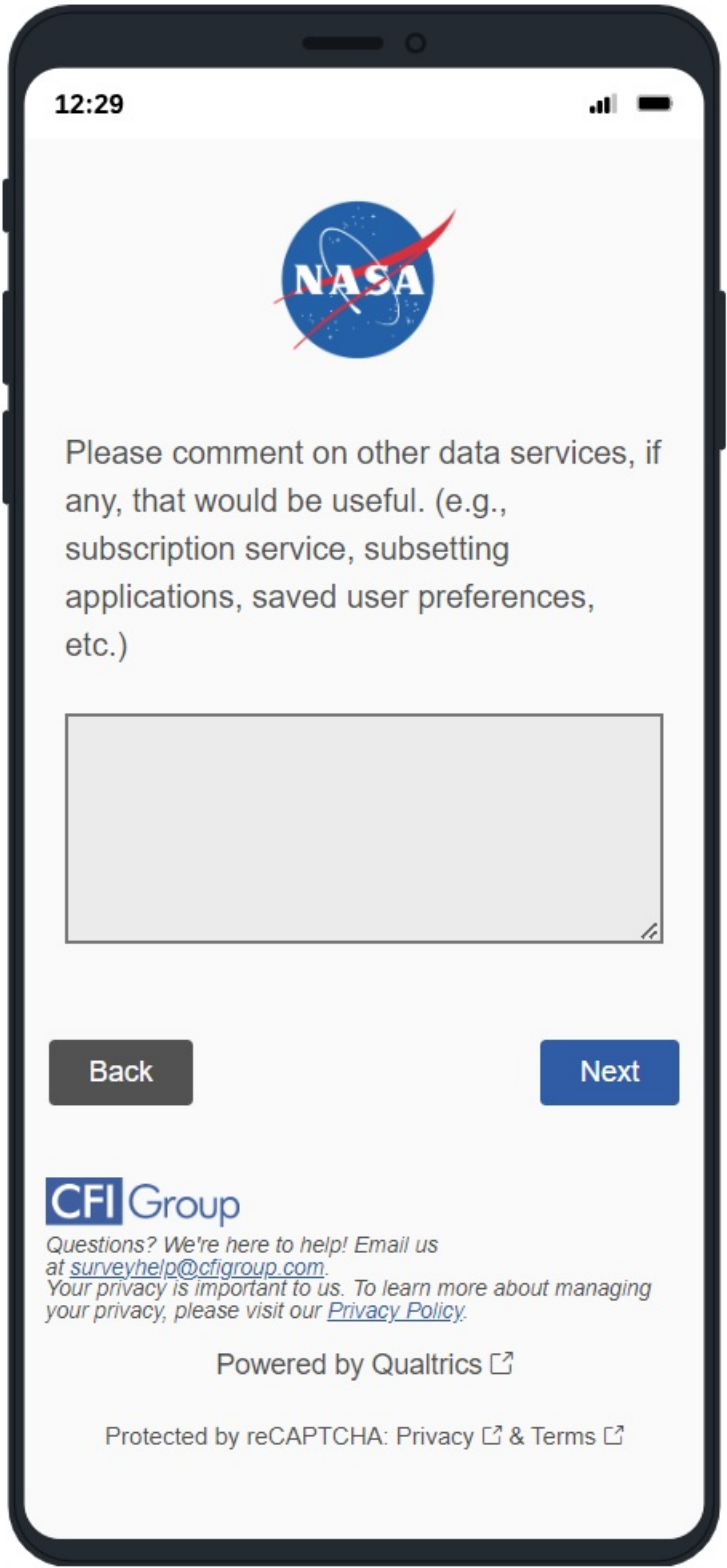 12:29
NASA
Please comment on other data services, if
any, that would be useful. (e.g.,
subscription service, subsetting
applications, saved user preferences,
etc.)
Back
Next
CFI Group
Questions? We're here to help! Email us
at surveyhelp@cfigroup.com.
Your privacy is important to us. To learn more about managing
your privacy, please visit our Privacy Policy.
Powered by Qualtrics
Protected by reCAPTCHA: Privacy & Terms